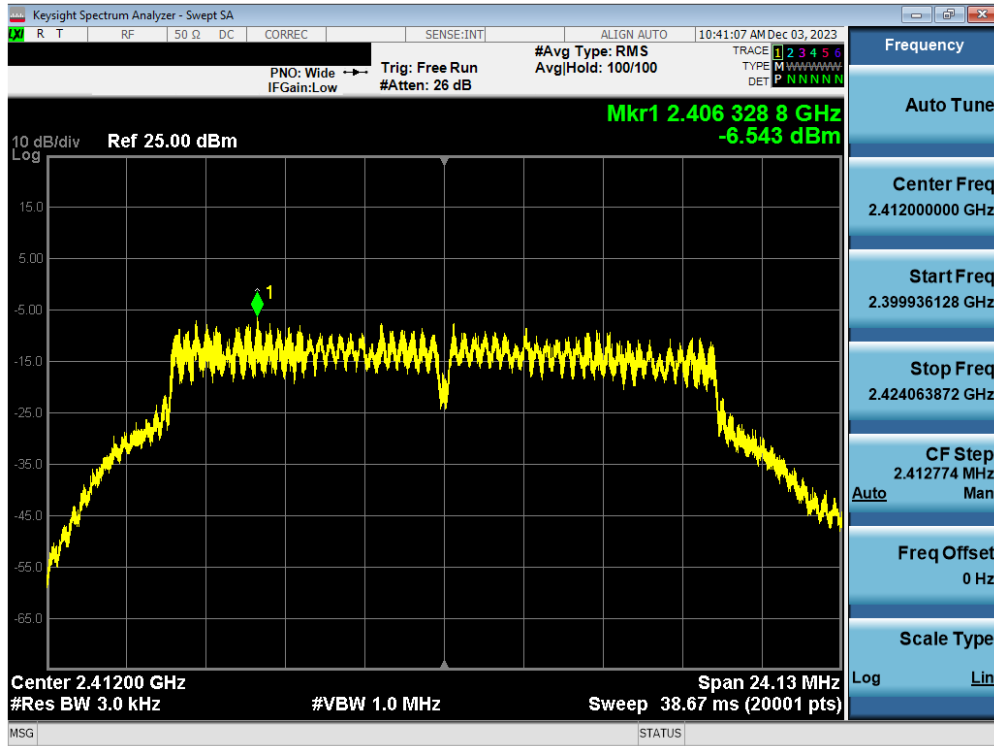 Keysight Spectrum Analyzer - Swept SA
LXI R T RF 50 Ω DC CORREC SENSE:INT ALIGN AUTO 10:41:07 AM Dec 03, 2023
PNO: Wide Trig: Free Run #Avg Type: RMS TRACE 1 2 3 4 5 6
IFGain:Low #Atten: 26 dB Avg|Hold: 100/100 TYPE M WWWWW
DET P N N N N N
Mkr1 2.406 328 8 GHz
-6.543 dBm
10 dB/div Ref 25.00 dBm
Log
15.0
5.00
1
-5.00
-15.0
-25.0
-35.0
-45.0
-55.0
-65.0
Center 2.41200 GHz Span 24.13 MHz
#Res BW 3.0 kHz #VBW 1.0 MHz Sweep 38.67 ms (20001 pts)
MSG STATUS
Frequency
Auto Tune
Center Freq
2.412000000 GHz
Start Freq
2.399936128 GHz
Stop Freq
2.424063872 GHz
CF Step
2.412774 MHz
Auto Man
Freq Offset
0 Hz
Scale Type
Log Lin